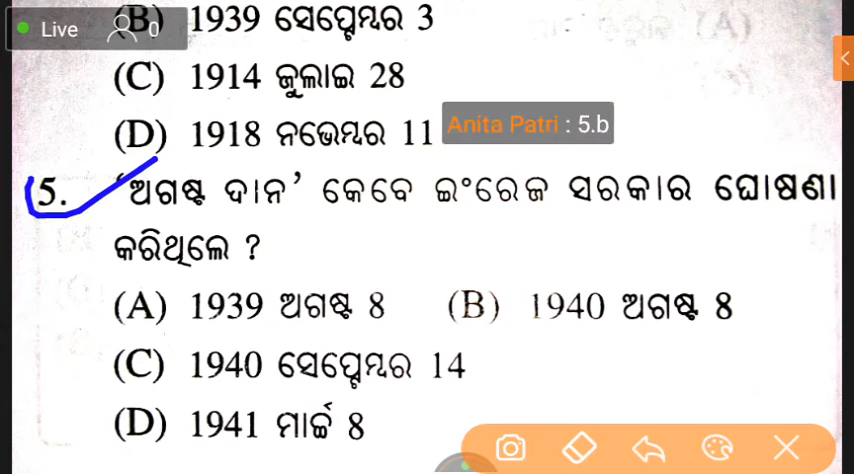 (B) 1939 ସେପ୍ଟେମ୍ବର 3
Live 0
(C) 1914 ଜୁଲାଇ 28
(D) 1918 ନଭେମ୍ବର 11
Anita Patri : 5.b
5. ‘ଅଗଷ୍ଟ ଦାନ’ କେବେ ଇଂରେଜ ସରକାର ଘୋଷଣା
କରିଥିଲେ ?
(A) 1939 ଅଗଷ୍ଟ 8 (B) 1940 ଅଗଷ୍ଟ 8
(C) 1940 ସେପ୍ଟେମ୍ବର 14
(D) 1941 ମାର୍ଚ୍ଚ 8